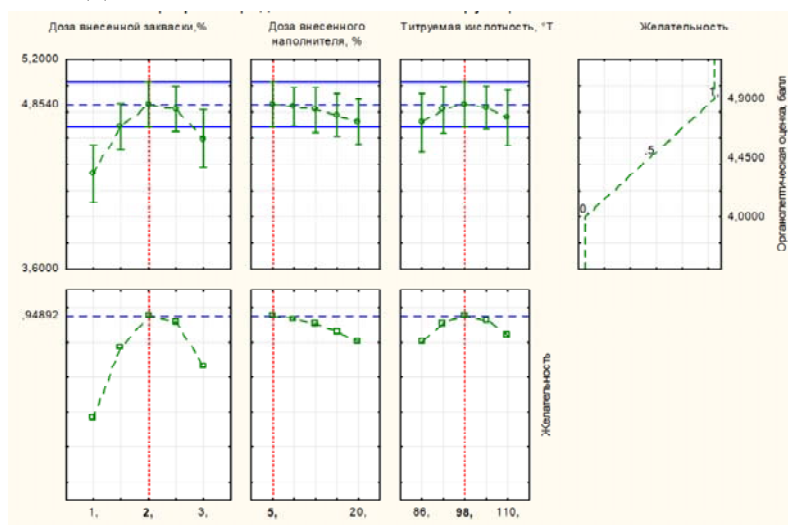 Доза внесенной закваски,%
Доза внесенного
наполнителя, %
Титруемая кислотность, °Т
Желательность
5,2000
4,8540
3,6000
1,
,5
0
4,9000
4,4500
4,0000
Органолептическая оценка, балл
,94892
Желательность
1, 2, 3,
5, 20,
86, 98, 110,